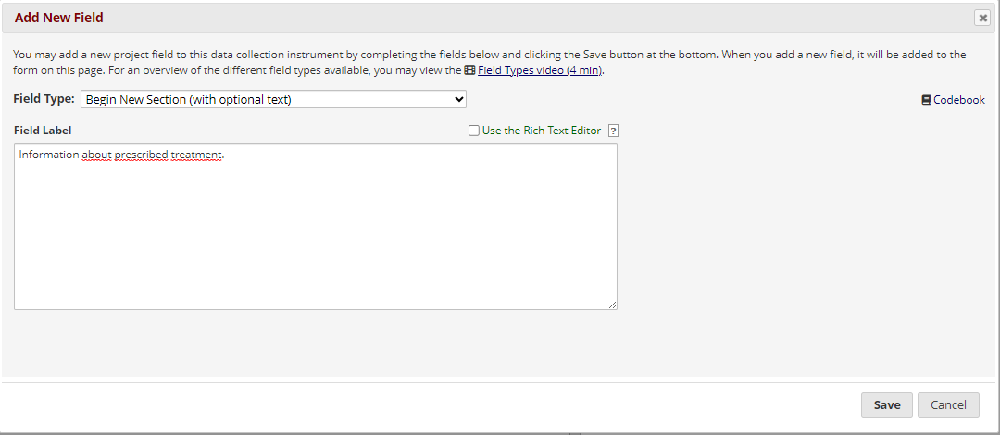 Add New Field
You may add a new project field to this data collection instrument by completing the fields below and clicking the Save button at the bottom. When you add a new field, it will be added to the
form on this page. For an overview of the different field types available, you may view the Field Types video (4 min).
Field Type: Begin New Section (with optional text)
Codebook
Field Label
Use the Rich Text Editor ?
Information about prescribed treatment.
Save Cancel